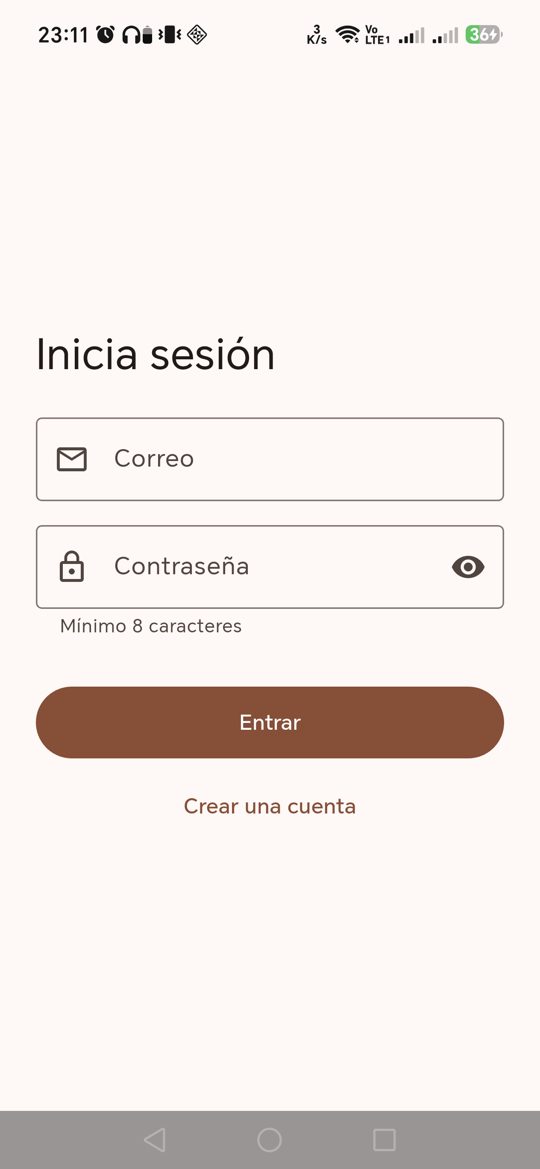 23:11
3 K/s
Vo LTE1
36
Inicia sesión
Correo
Contraseña
Mínimo 8 caracteres
Entrar
Crear una cuenta